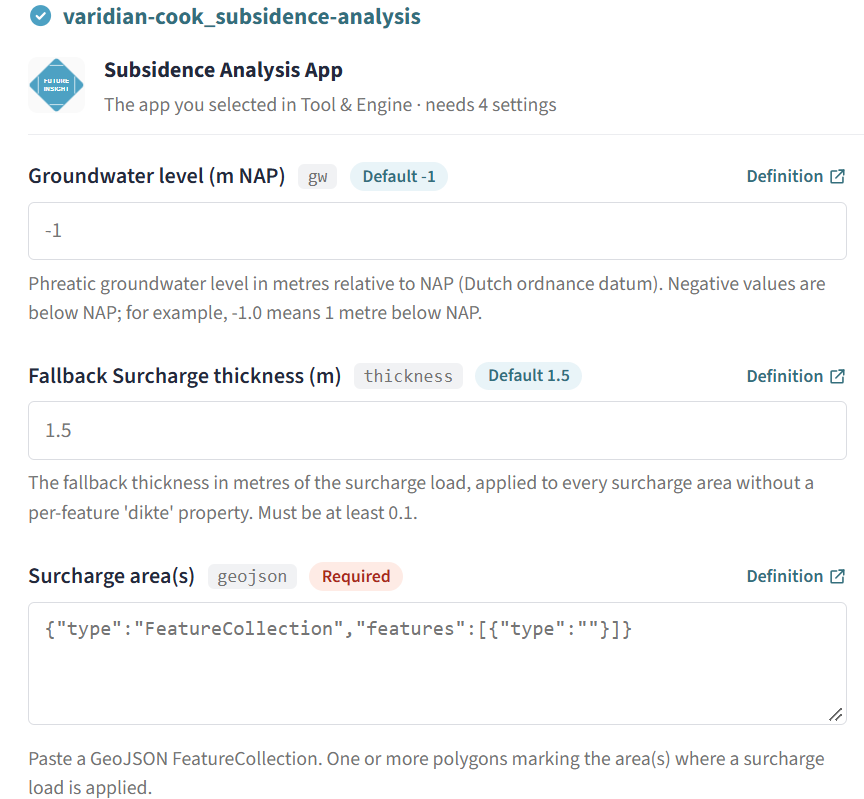 varidian-cook_subsidence-analysis
FUTURE
INSIGHT
Subsidence Analysis App
The app you selected in Tool & Engine · needs 4 settings
Groundwater level (m NAP) gw Default -1 Definition
-1
Phreatic groundwater level in metres relative to NAP (Dutch ordnance datum). Negative values are
below NAP; for example, -1.0 means 1 metre below NAP.
Fallback Surcharge thickness (m) thickness Default 1.5 Definition
1.5
The fallback thickness in metres of the surcharge load, applied to every surcharge area without a
per-feature 'dikte' property. Must be at least 0.1.
Surcharge area(s) geojson Required Definition
{"type":"FeatureCollection","features":[{"type":""}]}
Paste a GeoJSON FeatureCollection. One or more polygons marking the area(s) where a surcharge
load is applied.